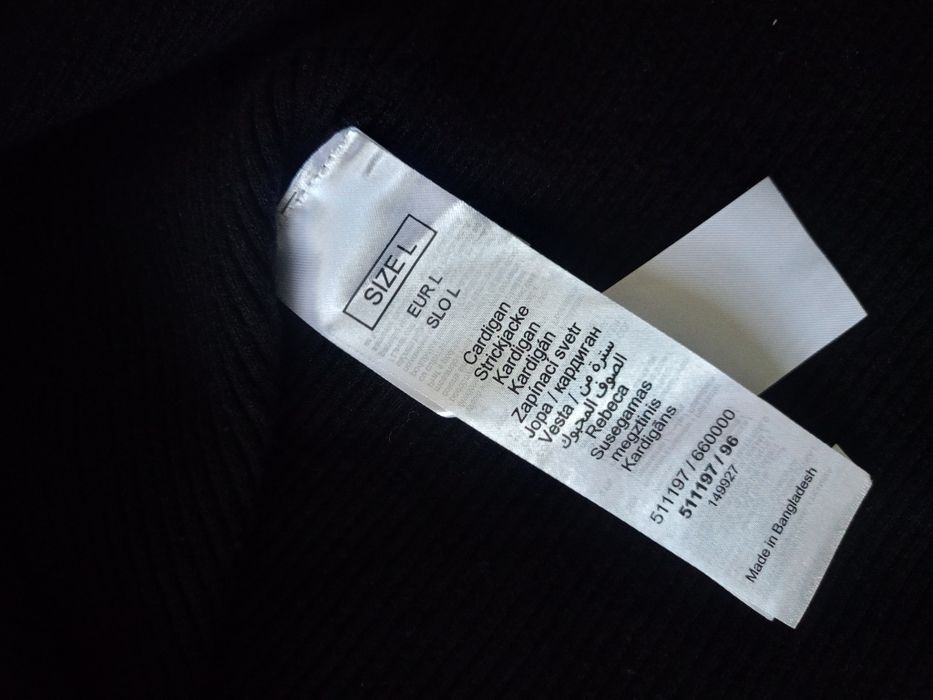 SIZE L
EUR L
SLO L
Cardigan
Strickjacke
Kardigan
Kardigán
Zapínací svetr
Jopa / кардиган
Vesta / سترة من
الصوف المحبوك
Rebeca
Susegamas
megztinis
Kardigāns
511197 / 660000
511197 / 96
149927
Made in Bangladesh